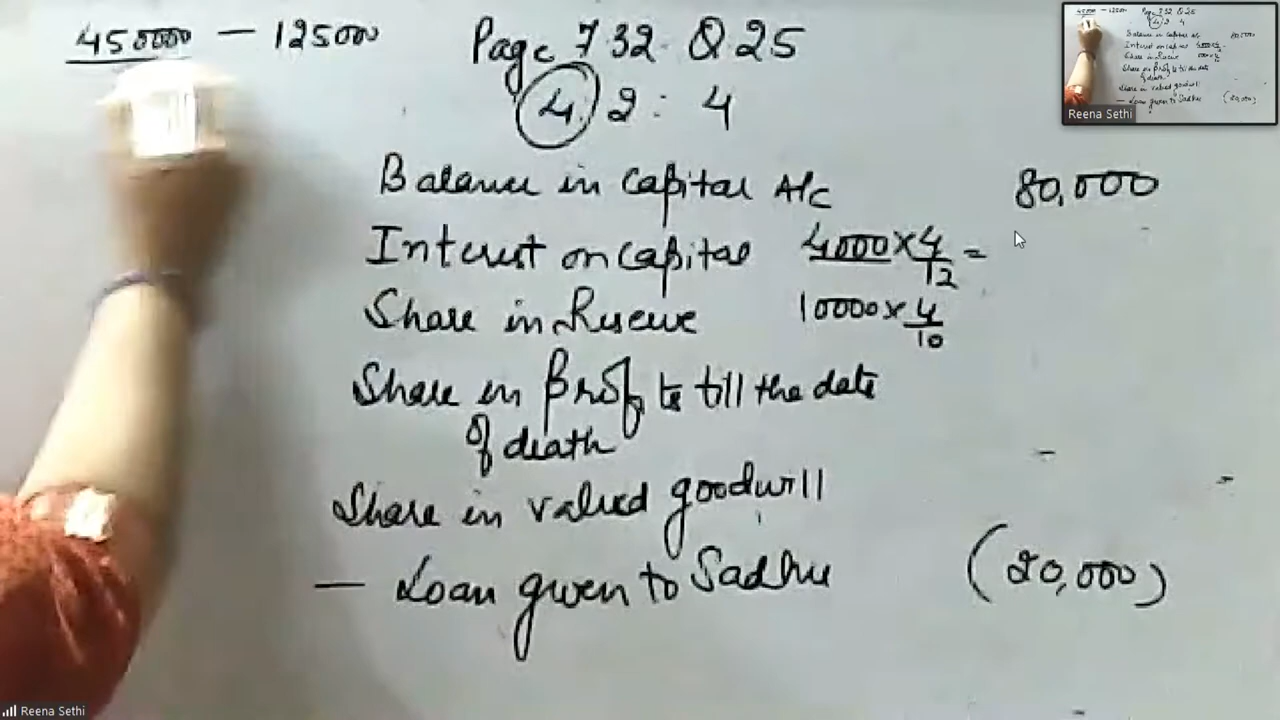 450000 — 125000
Page 732. Q25
4 : 2 : 4
Balance in capital A/c 80,000
Interest on capital 4000 × 4/12 =
Share in Reserve 10000 × 4/10
Share in Profits till the date
of death
Share in valued goodwill
— Loan given to Sadhu (20,000)
Reena Sethi
Reena Sethi